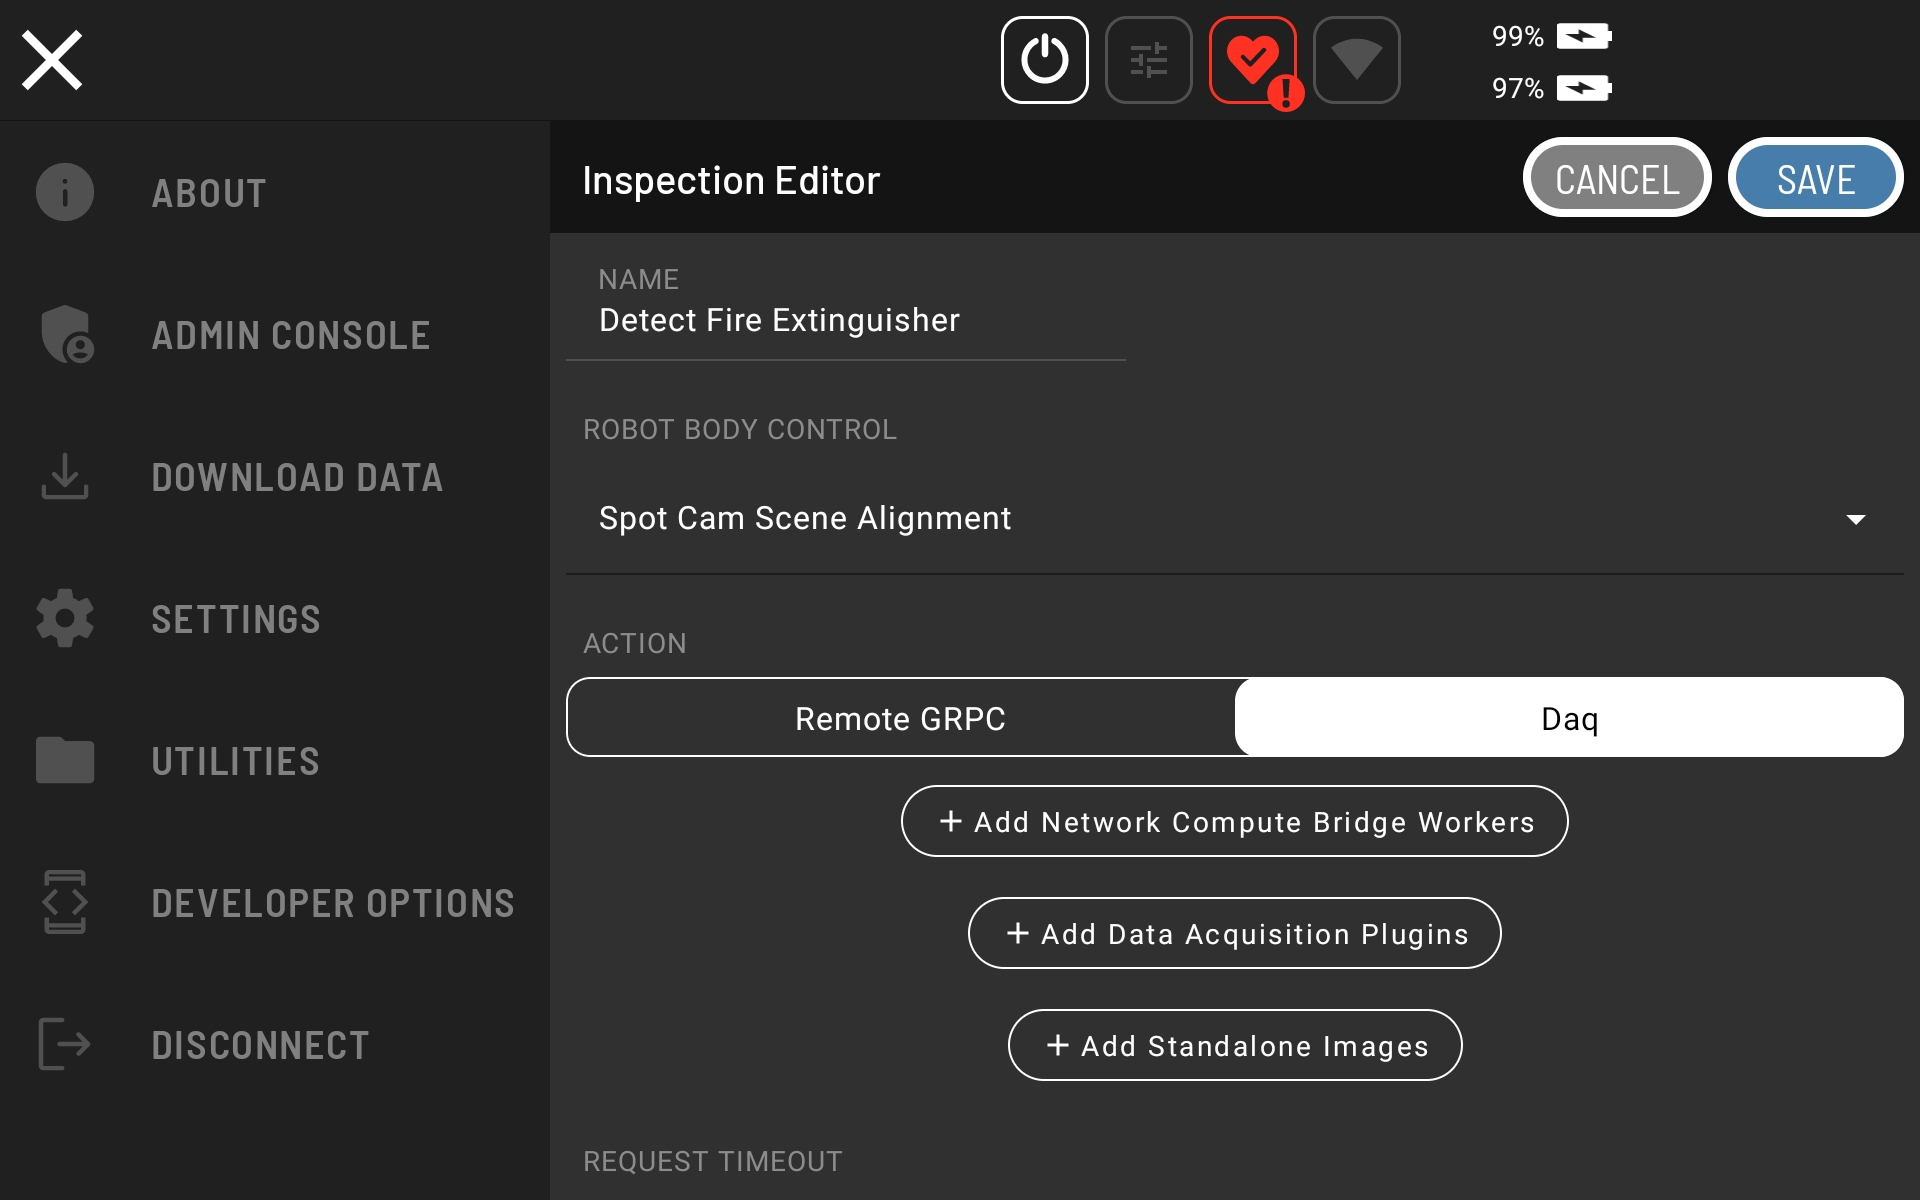 99%
97%
ABOUT
ADMIN CONSOLE
DOWNLOAD DATA
SETTINGS
UTILITIES
DEVELOPER OPTIONS
DISCONNECT
Inspection Editor
CANCEL
SAVE
NAME
Detect Fire Extinguisher
ROBOT BODY CONTROL
Spot Cam Scene Alignment
ACTION
Remote GRPC
Daq
+ Add Network Compute Bridge Workers
+ Add Data Acquisition Plugins
+ Add Standalone Images
REQUEST TIMEOUT